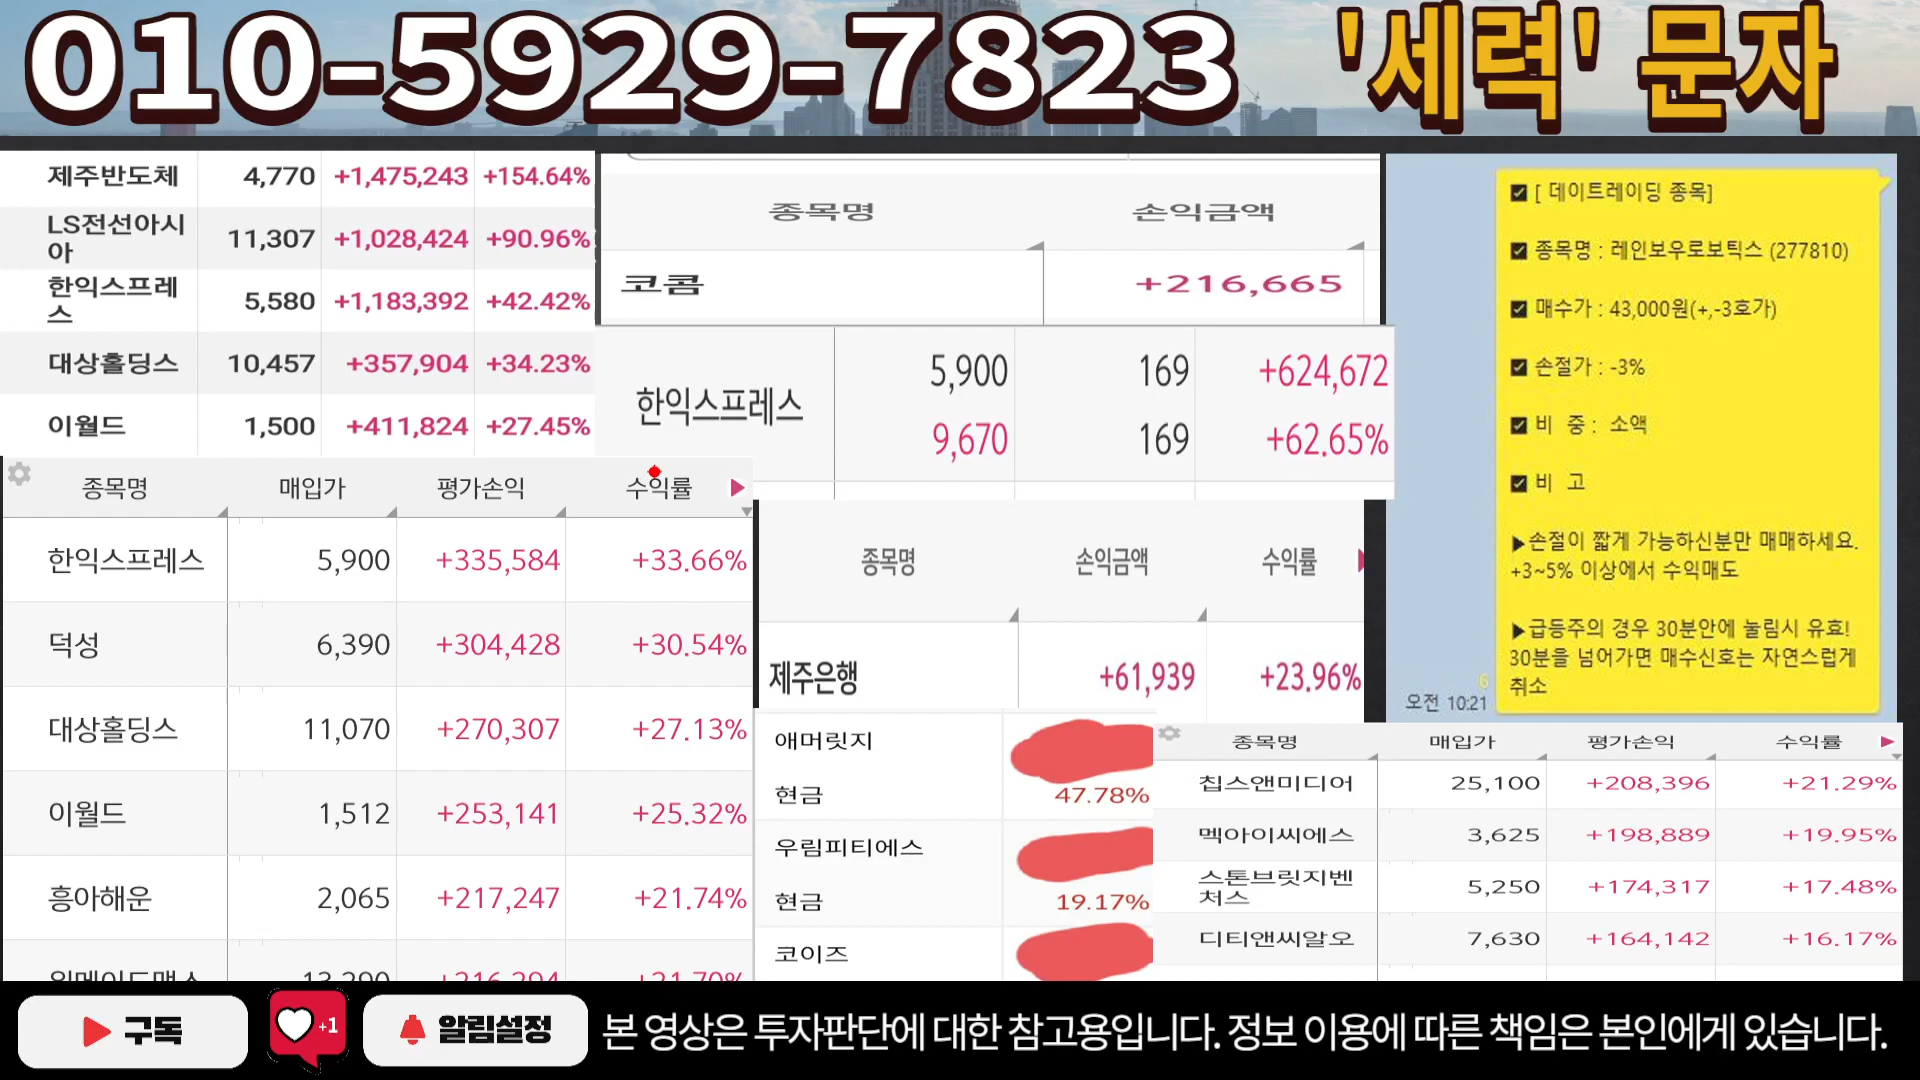 010-5929-7823 '세력' 문자
제주반도체 4,770 +1,475,243 +154.64%
LS전선아시아 11,307 +1,028,424 +90.96%
한익스프레스 5,580 +1,183,392 +42.42%
대상홀딩스 10,457 +357,904 +34.23%
이월드 1,500 +411,824 +27.45%
종목명 손익금액
코콤 +216,665
한익스프레스
5,900 169 +624,672
9,670 169 +62.65%
[ 데이트레이딩 종목]
종목명 : 레인보우로보틱스 (277810)
매수가 : 43,000원(+,-3호가)
손절가 : -3%
비 중 : 소액
비 고
▶손절이 짧게 가능하신분만 매매하세요.
+3~5% 이상에서 수익매도
▶급등주의 경우 30분안에 눌림시 유효!
30분을 넘어가면 매수신호는 자연스럽게
취소
6
오전 10:21
종목명 매입가 평가손익 수익률
한익스프레스 5,900 +335,584 +33.66%
덕성 6,390 +304,428 +30.54%
대상홀딩스 11,070 +270,307 +27.13%
이월드 1,512 +253,141 +25.32%
흥아해운 2,065 +217,247 +21.74%
종목명 손익금액 수익률
제주은행 +61,939 +23.96%
애머릿지
현금 47.78%
우림피티에스
현금 19.17%
코이즈
종목명 매입가 평가손익 수익률
칩스앤미디어 25,100 +208,396 +21.29%
멕아이씨에스 3,625 +198,889 +19.95%
스톤브릿지벤처스 5,250 +174,317 +17.48%
디티앤씨알오 7,630 +164,142 +16.17%
구독 +1 알림설정 본 영상은 투자판단에 대한 참고용입니다. 정보 이용에 따른 책임은 본인에게 있습니다.